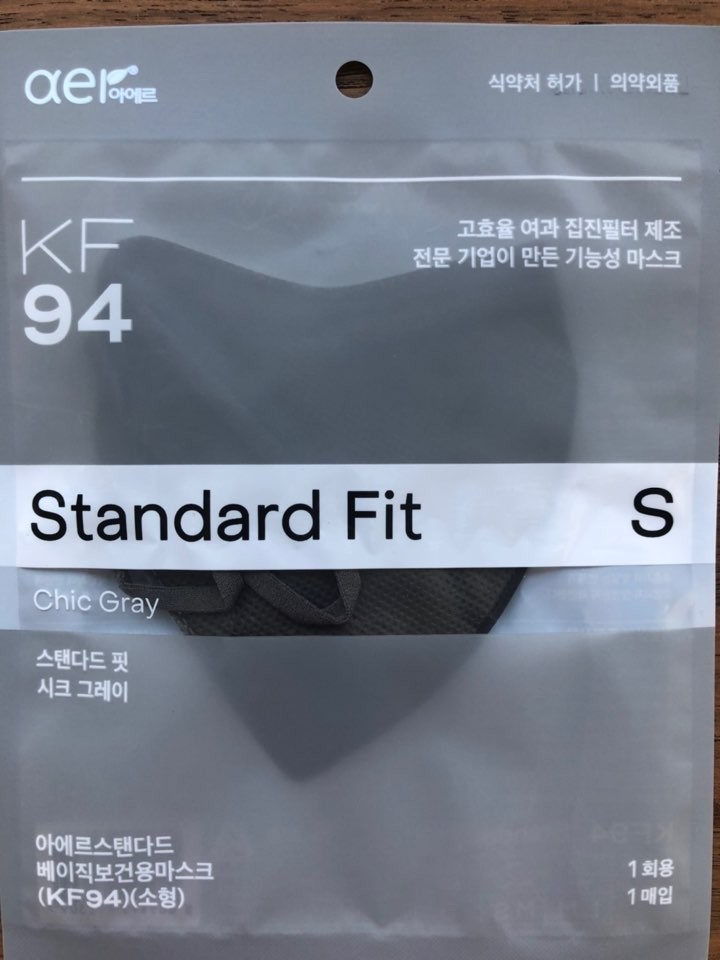 aer 아에르
식약처 허가 | 의약외품
KF
94
고효율 여과 집진필터 제조
전문 기업이 만든 기능성 마스크
Standard Fit S
Chic Gray
스탠다드 핏
시크 그레이
아에르스탠다드
베이직보건용마스크
(KF94)(소형)
1회용
1매입